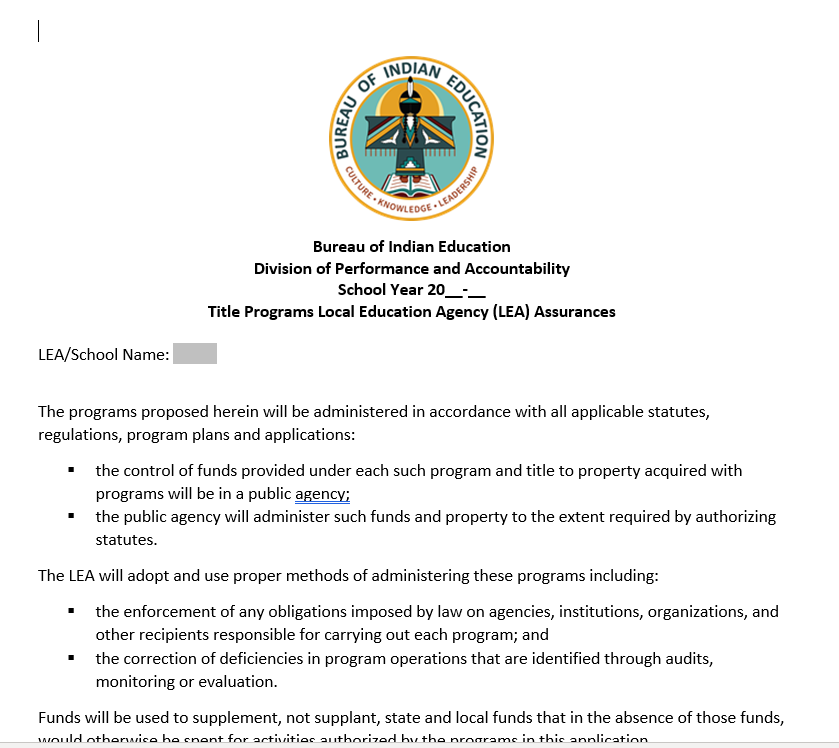 BUREAU OF INDIAN EDUCATION
CULTURE • KNOWLEDGE • LEADERSHIP
Bureau of Indian Education
Division of Performance and Accountability
School Year 20__-__
Title Programs Local Education Agency (LEA) Assurances
LEA/School Name:
The programs proposed herein will be administered in accordance with all applicable statutes,
regulations, program plans and applications:
▪ the control of funds provided under each such program and title to property acquired with
programs will be in a public agency;
▪ the public agency will administer such funds and property to the extent required by authorizing
statutes.
The LEA will adopt and use proper methods of administering these programs including:
▪ the enforcement of any obligations imposed by law on agencies, institutions, organizations, and
other recipients responsible for carrying out each program; and
▪ the correction of deficiencies in program operations that are identified through audits,
monitoring or evaluation.
Funds will be used to supplement, not supplant, state and local funds that in the absence of those funds,
would otherwise be spent for activities authorized by the programs in this application.